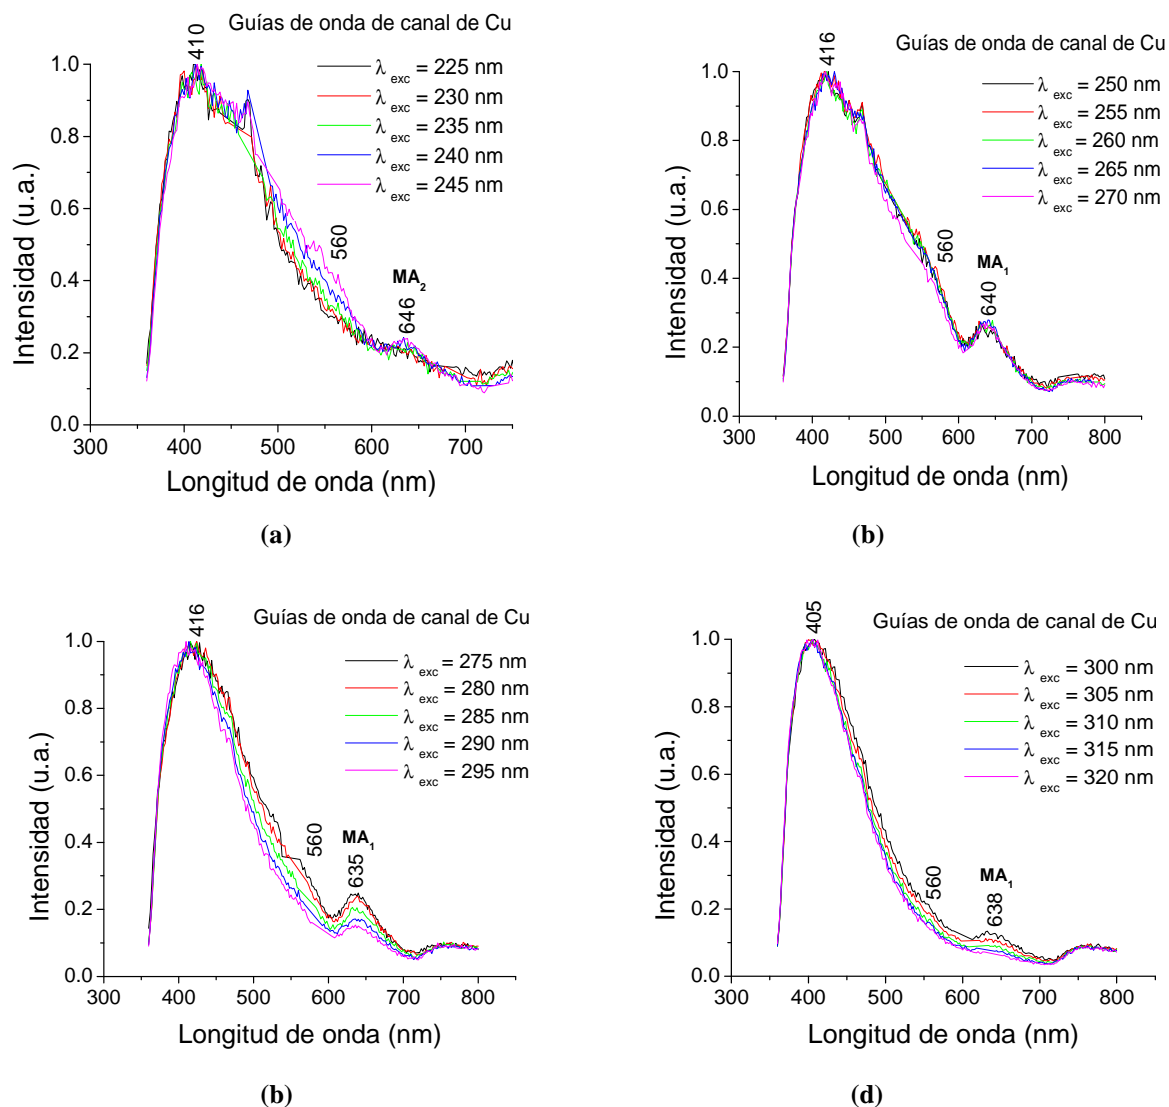 Guías de onda de canal de Cu
410
λ exc = 225 nm
λ exc = 230 nm
λ exc = 235 nm
λ exc = 240 nm
λ exc = 245 nm
560
MA2
646
1.0
0.8
0.6
0.4
0.2
0.0
300 400 500 600 700
Intensidad (u.a.)
Longitud de onda (nm)
(a)
Guías de onda de canal de Cu
416
λ exc = 250 nm
λ exc = 255 nm
λ exc = 260 nm
λ exc = 265 nm
λ exc = 270 nm
560
MA1
640
1.0
0.8
0.6
0.4
0.2
0.0
300 400 500 600 700 800
Intensidad (u.a.)
Longitud de onda (nm)
(b)
Guías de onda de canal de Cu
416
λ exc = 275 nm
λ exc = 280 nm
λ exc = 285 nm
λ exc = 290 nm
λ exc = 295 nm
560
MA1
635
1.0
0.8
0.6
0.4
0.2
0.0
300 400 500 600 700 800
Intensidad (u.a.)
Longitud de onda (nm)
(b)
Guías de onda de canal de Cu
405
λ exc = 300 nm
λ exc = 305 nm
λ exc = 310 nm
λ exc = 315 nm
λ exc = 320 nm
560
MA1
638
1.0
0.8
0.6
0.4
0.2
0.0
300 400 500 600 700 800
Intensidad (u.a.)
Longitud de onda (nm)
(d)